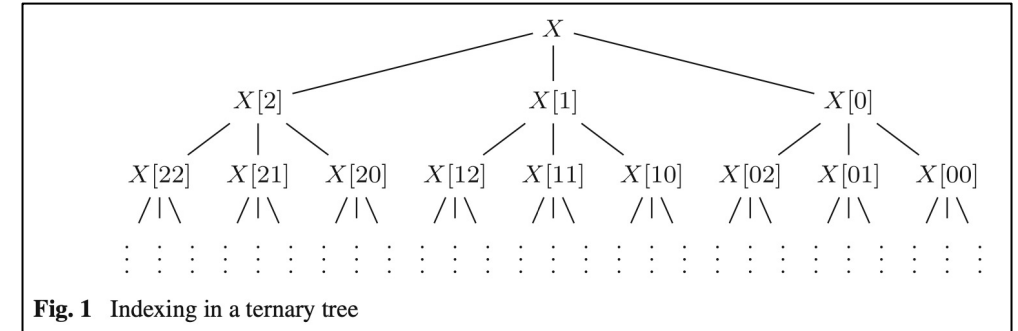 X
X[2] X[1] X[0]
X[22] X[21] X[20] X[12] X[11] X[10] X[02] X[01] X[00]
Fig. 1 Indexing in a ternary tree